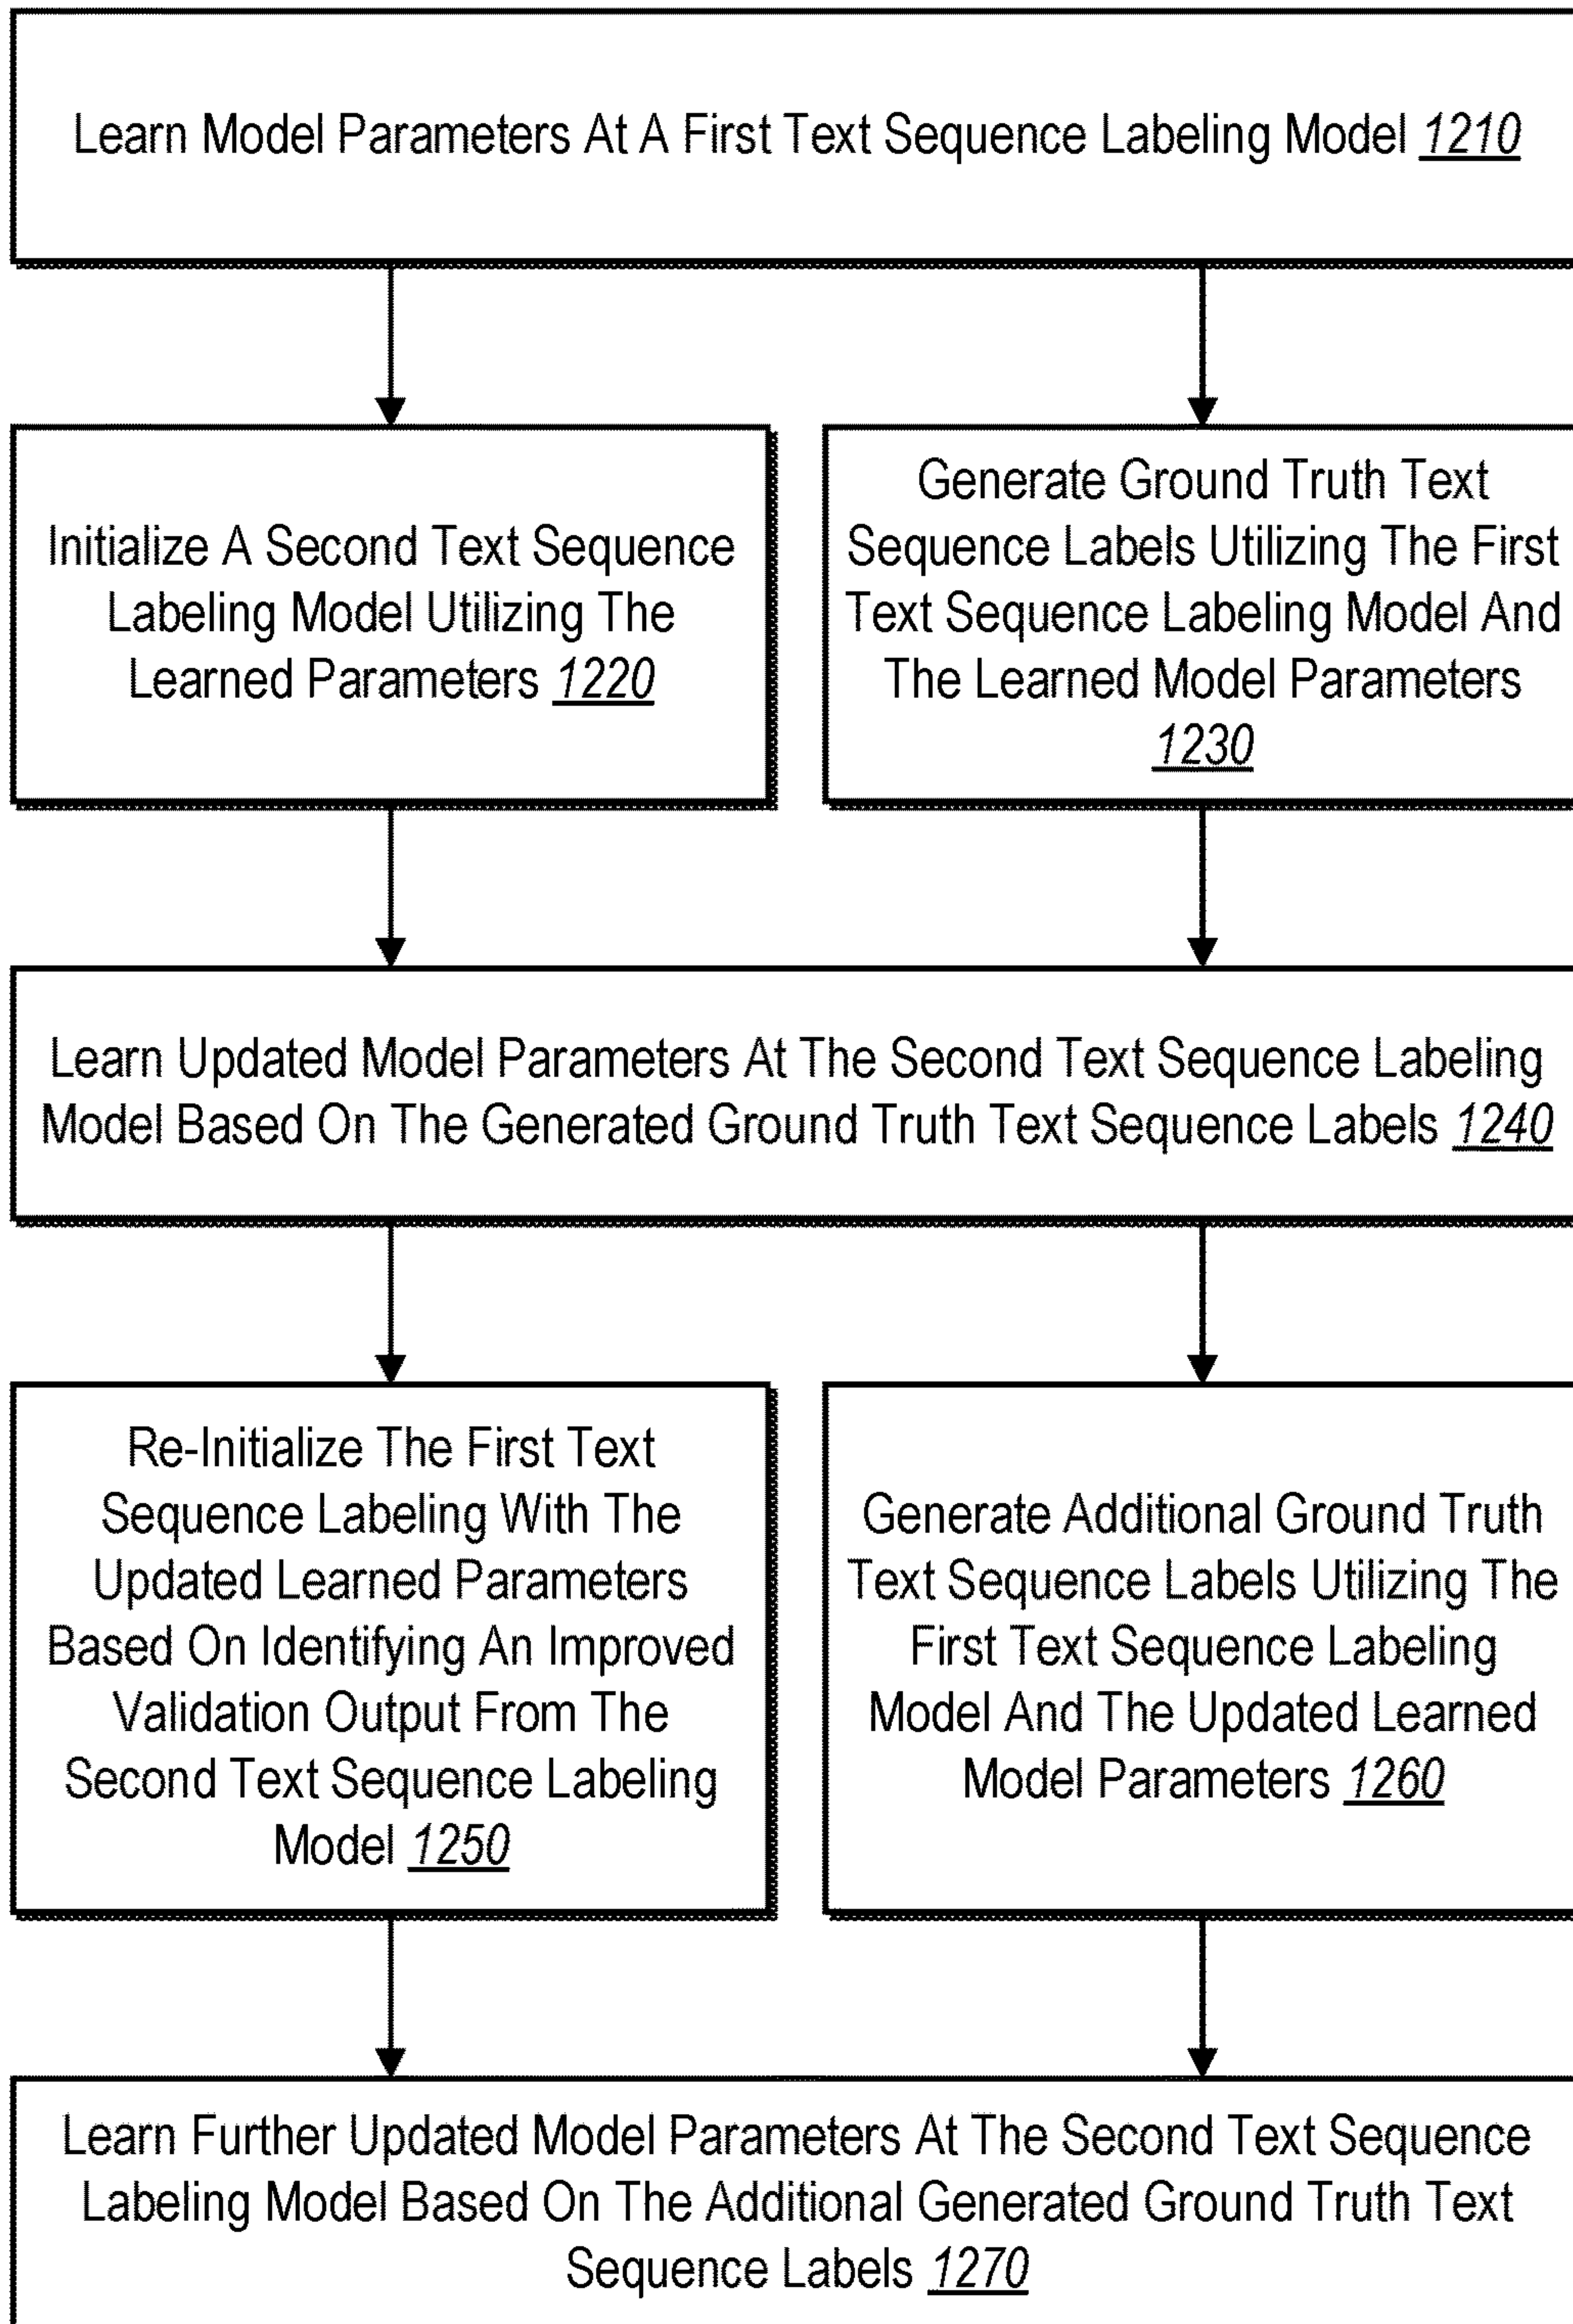 Learn Model Parameters At A First Text Sequence Labeling Model 1210
Initialize A Second Text Sequence
Labeling Model Utilizing The
Learned Parameters 1220
Generate Ground Truth Text
Sequence Labels Utilizing The First
Text Sequence Labeling Model And
The Learned Model Parameters
1230
Learn Updated Model Parameters At The Second Text Sequence Labeling
Model Based On The Generated Ground Truth Text Sequence Labels 1240
Re-Initialize The First Text
Sequence Labeling With The
Updated Learned Parameters
Based On Identifying An Improved
Validation Output From The
Second Text Sequence Labeling
Model 1250
Generate Additional Ground Truth
Text Sequence Labels Utilizing The
First Text Sequence Labeling
Model And The Updated Learned
Model Parameters 1260
Learn Further Updated Model Parameters At The Second Text Sequence
Labeling Model Based On The Additional Generated Ground Truth Text
Sequence Labels 1270